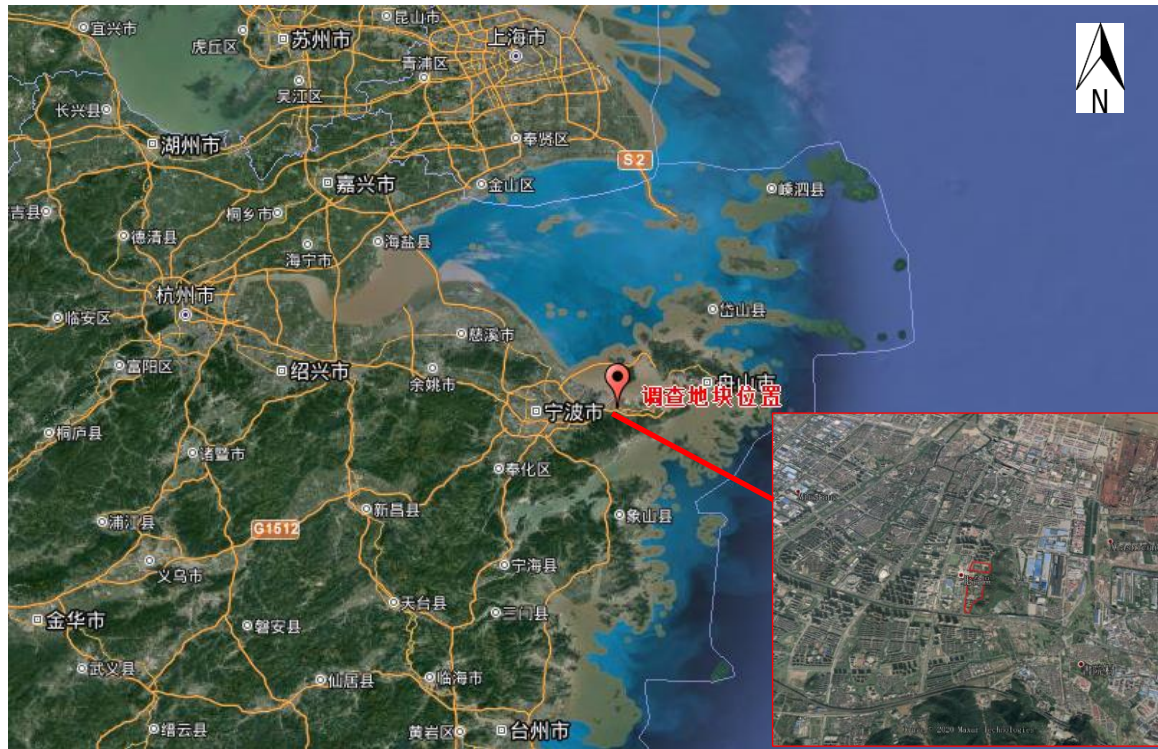 宜兴市
虎丘区
苏州市
昆山市
上海市
青浦区
吴江区
长兴县
湖州市
奉贤区
S2
N
嘉兴市
金山区
嵊泗县
吉县
桐乡市
德清县
海宁市
海盐县
杭州市
临安区
岱山县
慈溪市
富阳区
绍兴市
余姚市
舟山市
调查地块位置
宁波市
桐庐县
诸暨市
奉化区
浦江县
G1512
新昌县
象山县
义乌市
宁海县
金华市
磐安县
天台县
三门县
武义县
仙居县
临海市
缙云县
黄岩区
台州市
2020 Maxar Technologies